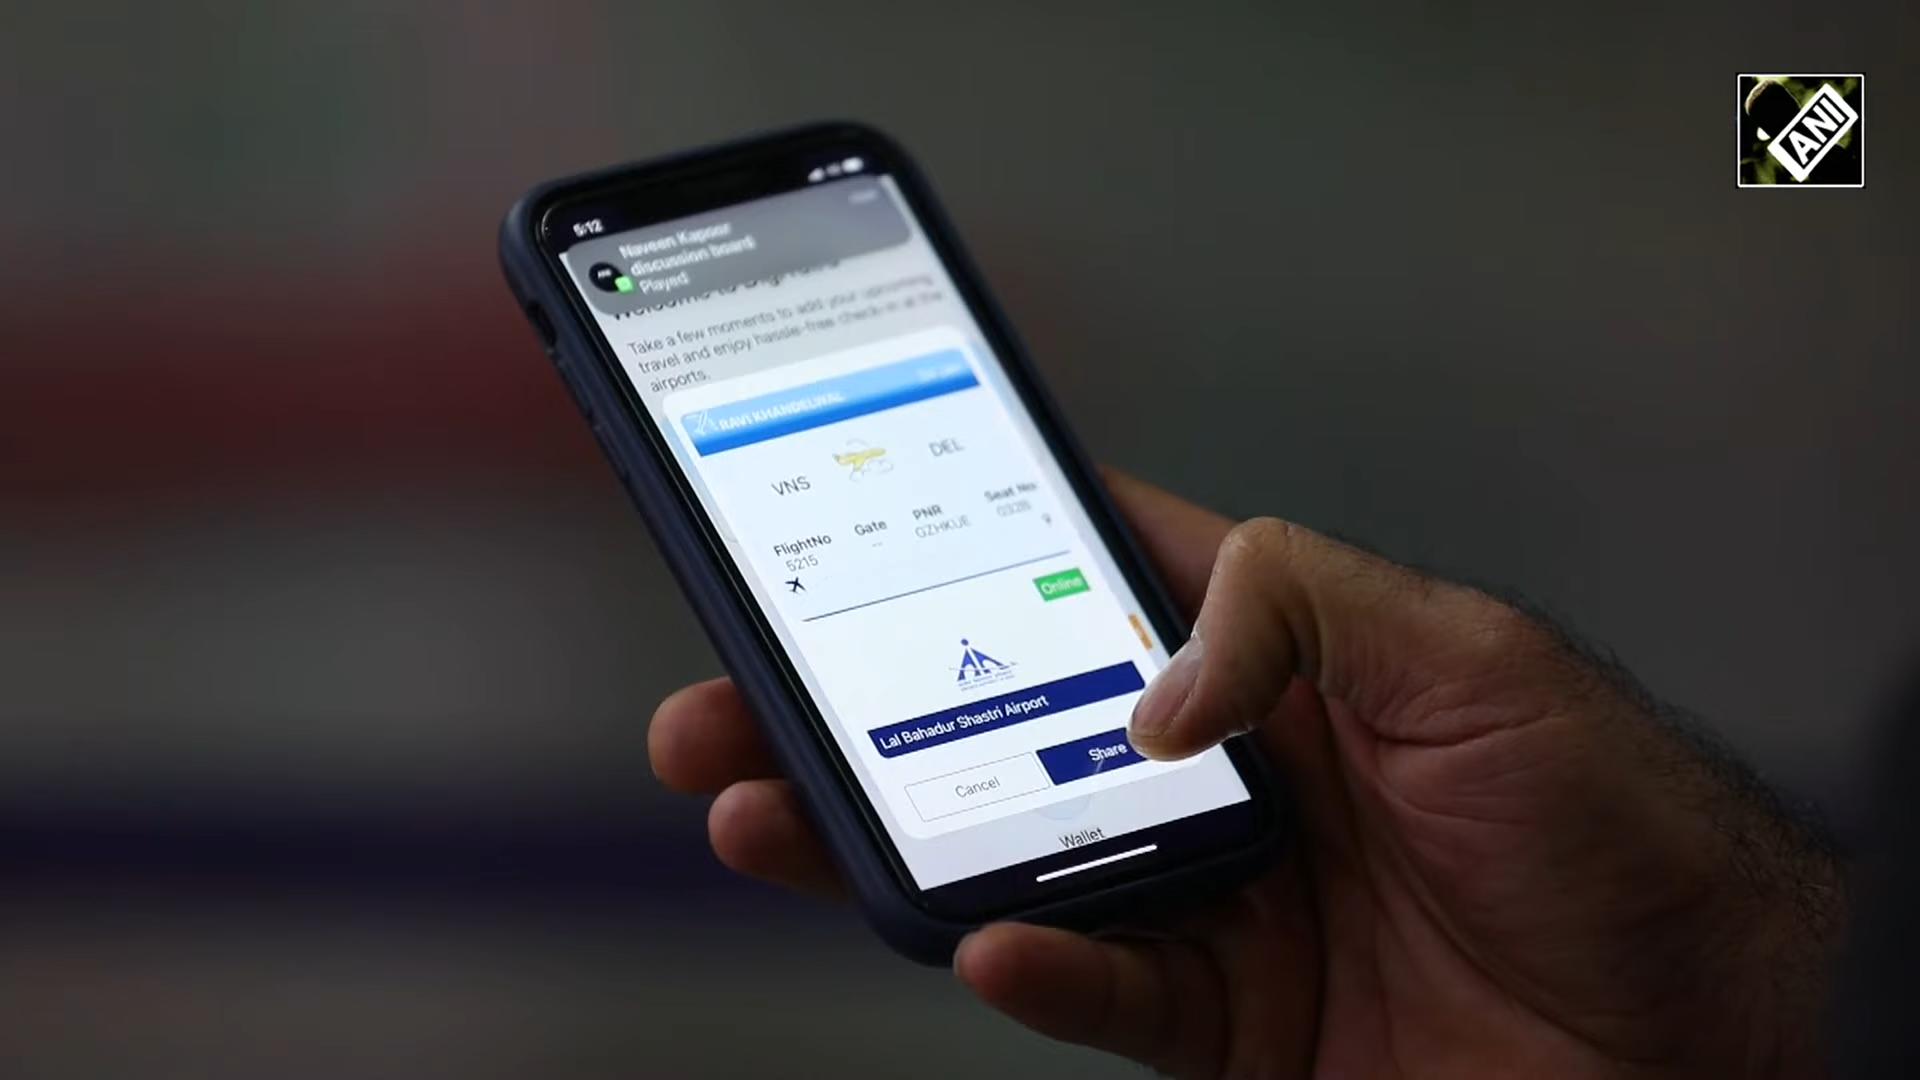 ANI
5:12
Naveen Kapoor
discussion board
Played
Welcome to
Take a few moments to add your upcoming
travel and enjoy hassle-free check-in at the
airports.
RAVI KHANDELWAL
VNS DEL
FlightNo Gate PNR Seat No
5215 --
Online
Lal Bahadur Shastri Airport
Cancel Share
Wallet